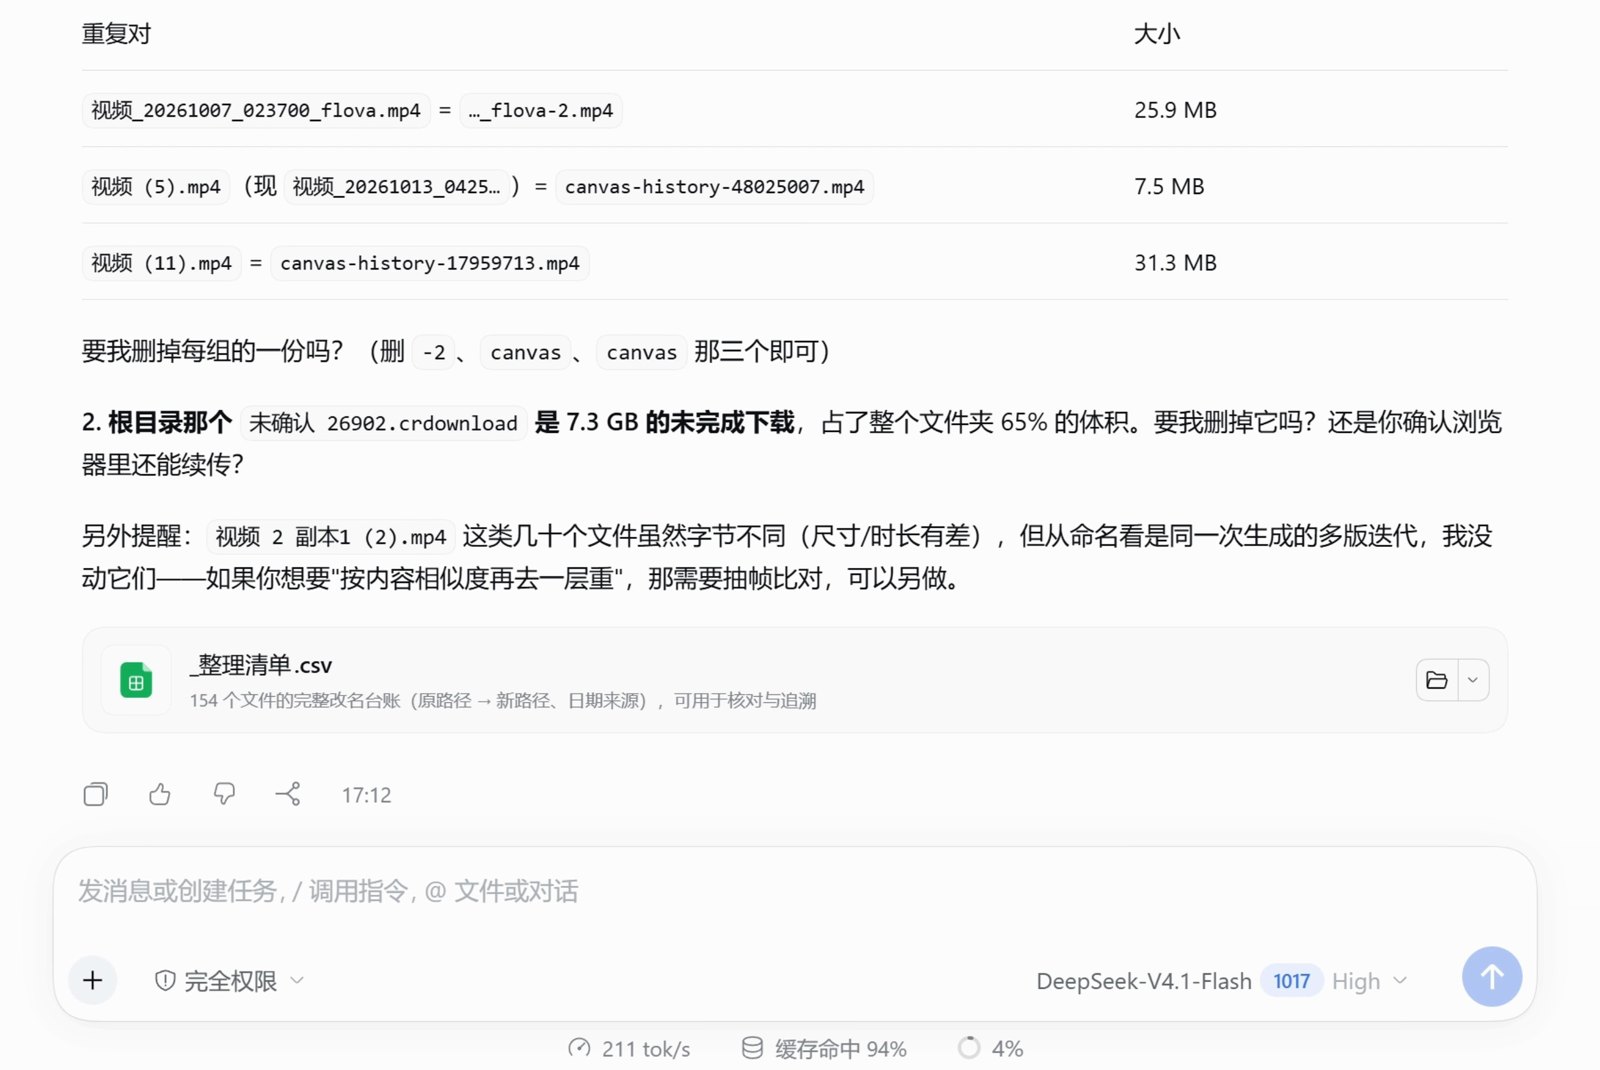 重复对 大小
视频_20261007_023700_flova.mp4 = …_flova-2.mp4 25.9 MB
视频 (5).mp4 （现 视频_20261013_0425… ）= canvas-history-48025007.mp4 7.5 MB
视频 (11).mp4 = canvas-history-17959713.mp4 31.3 MB
要我删掉每组的一份吗？（删 -2 、 canvas 、 canvas 那三个即可）
2. 根目录那个 未确认 26902.crdownload 是 7.3 GB 的未完成下载，占了整个文件夹 65% 的体积。要我删掉它吗？还是你确认浏览
器里还能续传？
另外提醒： 视频 2 副本1 (2).mp4 这类几十个文件虽然字节不同（尺寸/时长有差），但从命名看是同一次生成的多版迭代，我没
动它们——如果你想要"按内容相似度再去一层重"，那需要抽帧比对，可以另做。
_整理清单.csv
154 个文件的完整改名台账（原路径 → 新路径、日期来源），可用于核对与追溯
17:12
发消息或创建任务, / 调用指令, @ 文件或对话
完全权限 DeepSeek-V4.1-Flash 1017 High
211 tok/s 缓存命中 94% 4%